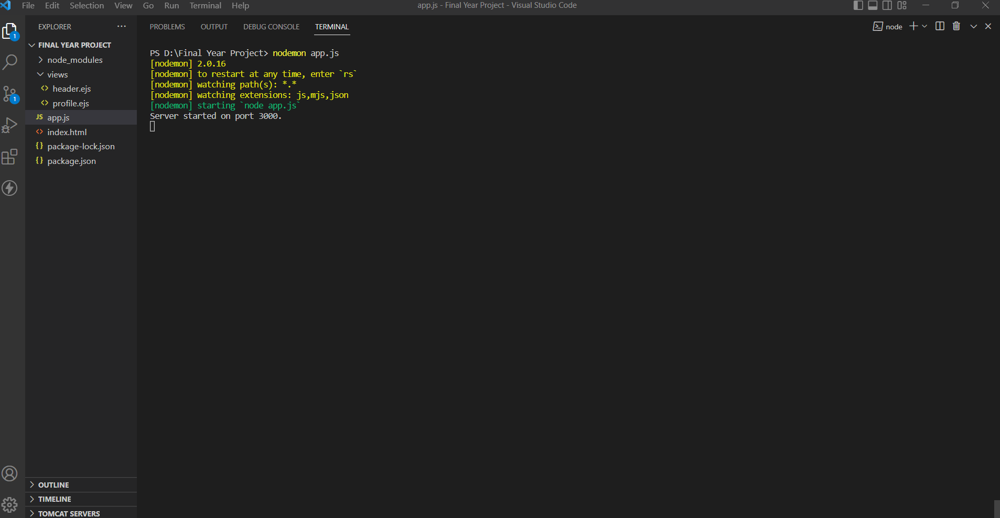 File Edit Selection View Go Run Terminal Help
app.js - Final Year Project - Visual Studio Code
EXPLORER
FINAL YEAR PROJECT
node_modules
views
<> header.ejs
<> profile.ejs
JS app.js
<> index.html
{} package-lock.json
{} package.json
OUTLINE
TIMELINE
TOMCAT SERVERS
1
1
PROBLEMS OUTPUT DEBUG CONSOLE TERMINAL
node
PS D:\Final Year Project> nodemon app.js
[nodemon] 2.0.16
[nodemon] to restart at any time, enter `rs`
[nodemon] watching path(s): *.*
[nodemon] watching extensions: js,mjs,json
[nodemon] starting `node app.js`
Server started on port 3000.